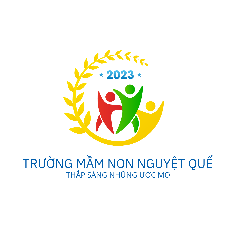 2023
TRƯỜNG MẦM NON NGUYỆT QUẾ
THẮP SÁNG NHỮNG ƯỚC MƠ